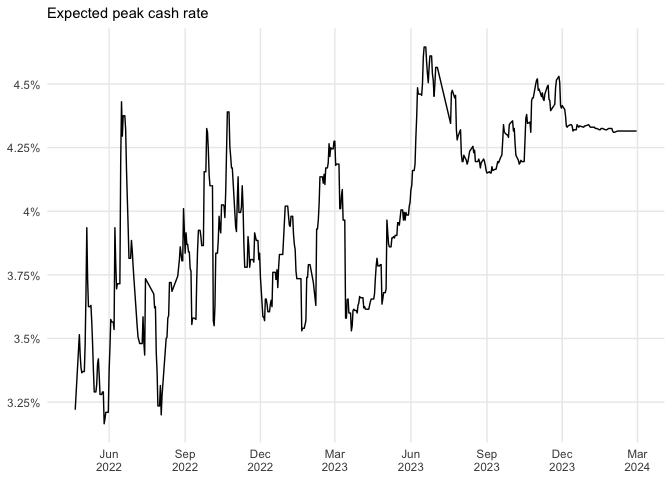 Expected peak cash rate
4.5%
4.25%
4%
3.75%
3.5%
3.25%
Jun Sep Dec Mar Jun Sep Dec Mar
2022 2022 2022 2023 2023 2023 2023 2024